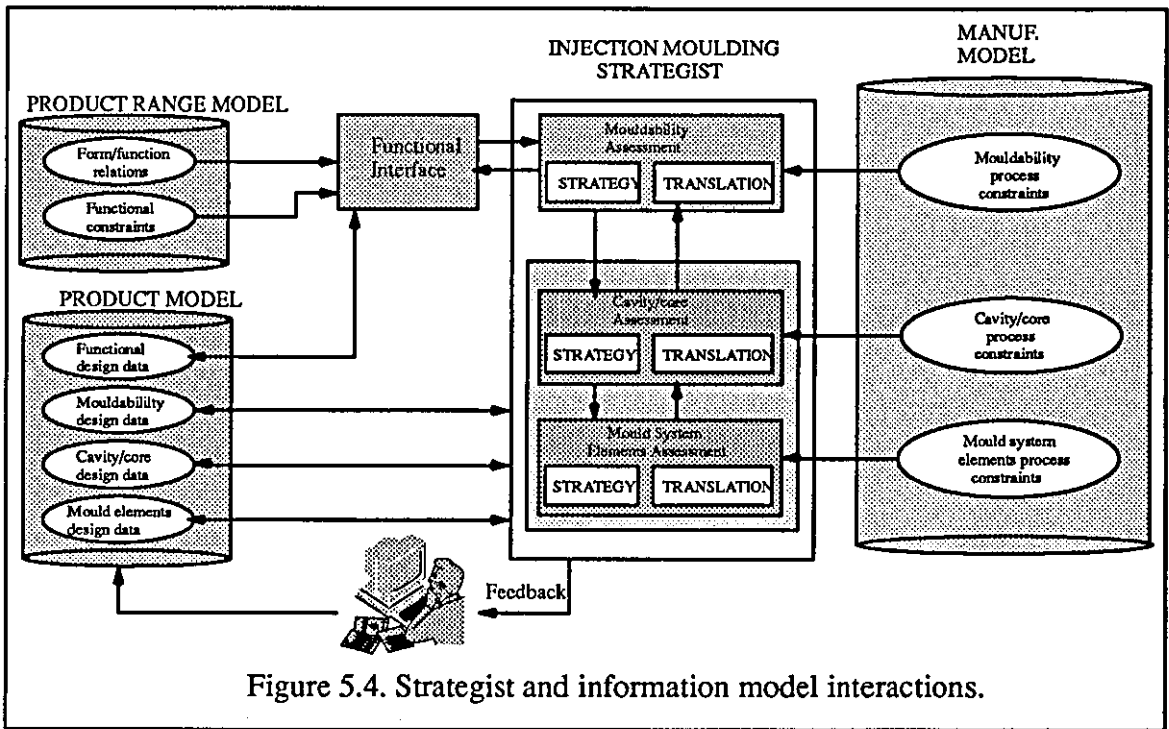 PRODUCT RANGE MODEL
Form/function
relations
Functional
constraints
PRODUCT MODEL
Functional
design data
Mouldability
design data
Cavity/core
design data
Mould elements
design data
Functional
Interface
INJECTION MOULDING
STRATEGIST
Mouldability
Assessment
STRATEGY
TRANSLATION
Cavity/core
Assessment
STRATEGY
TRANSLATION
Mould System
Elements Assessment
STRATEGY
TRANSLATION
Feedback
MANUF.
MODEL
Mouldability
process
constraints
Cavity/core
process
constraints
Mould system
elements process
constraints
Figure 5.4. Strategist and information model interactions.